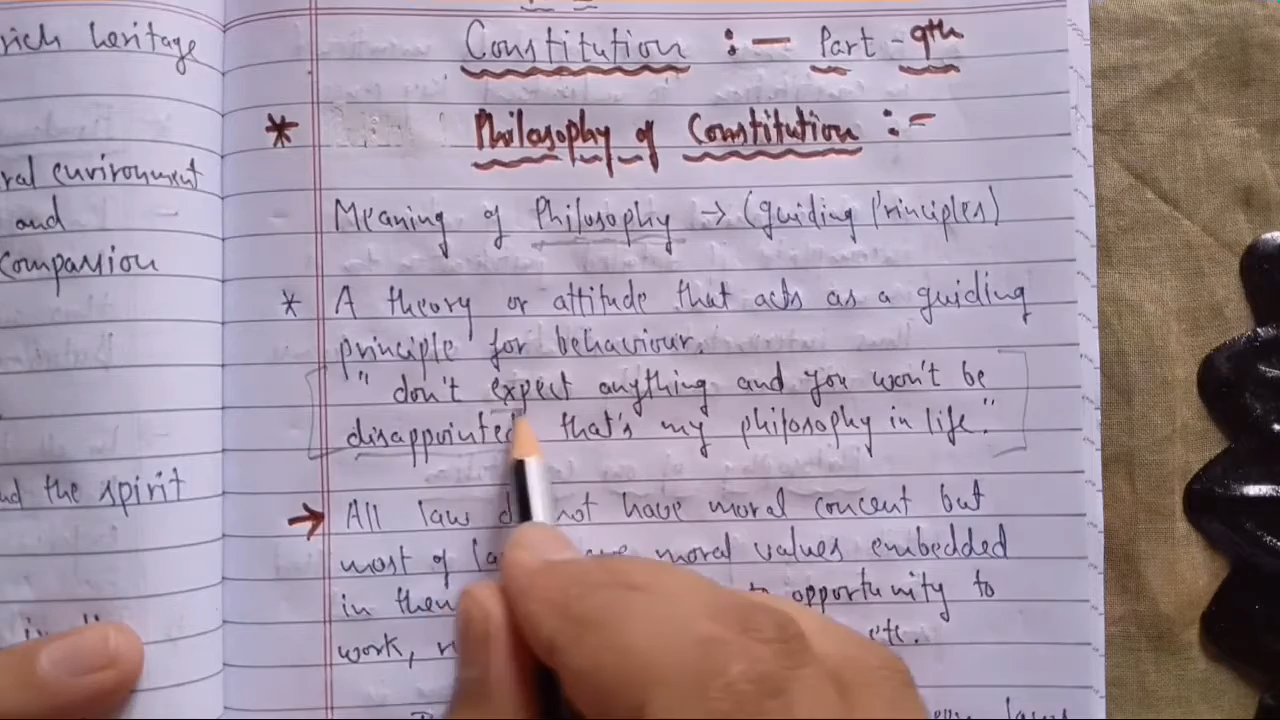 rich heritage
ral environment
and
compassion
nd the spirit
Constitution :- Part - 9th
* Philosophy of Constitution :-
Meaning of Philosophy → (guiding Principles)
* A theory or attitude that acts as a guiding
principle for behaviour.
" don't expect anything and you won't be
disappointed that's my philosophy in life."
→ All law not have moral concent but
most of moral values embedded
in them opportunity to
work, etc.